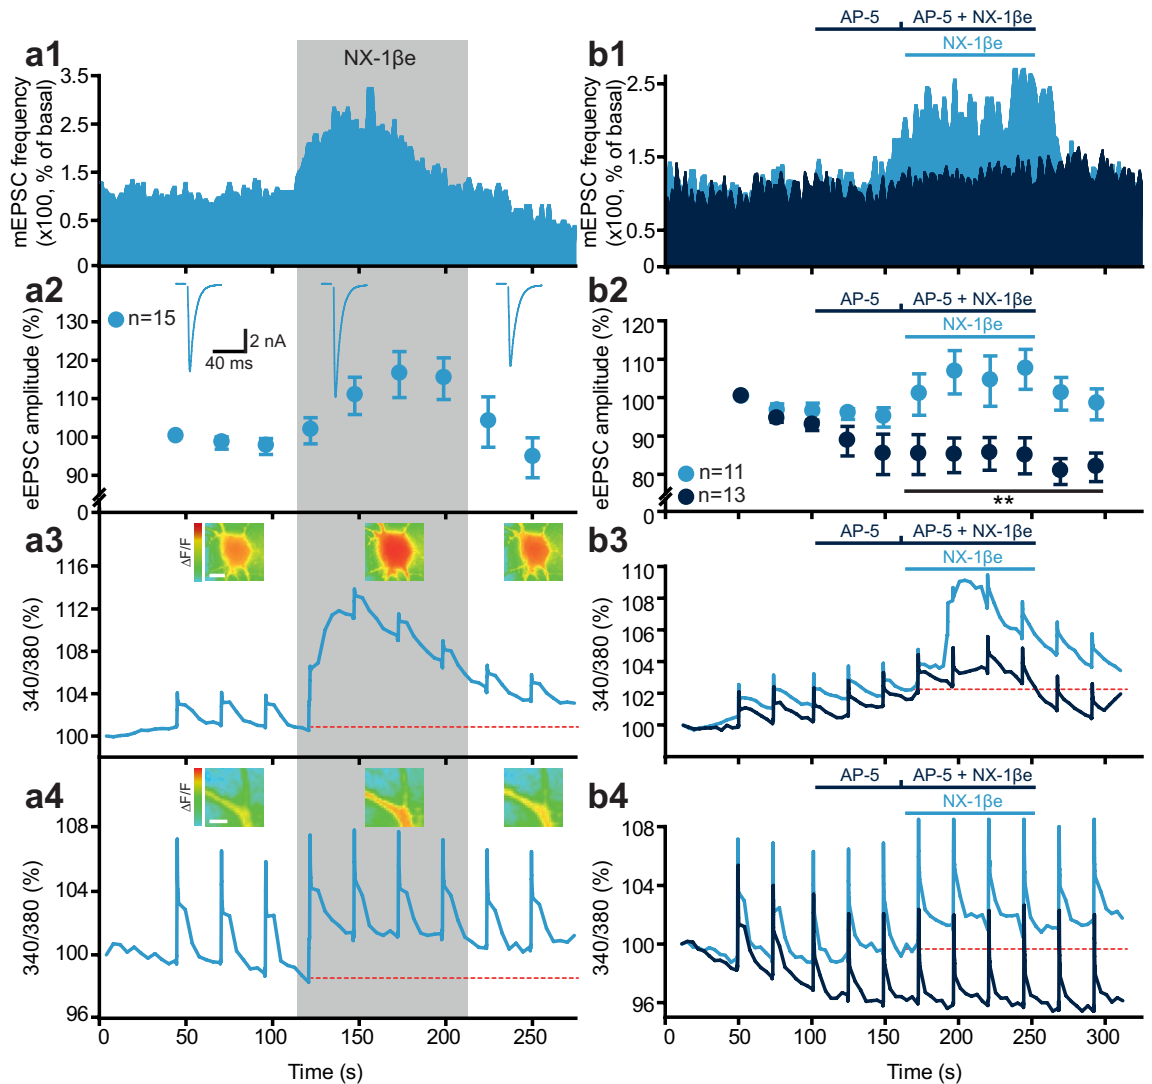 a1
NX-1βe
mEPSC frequency
(x100, % of basal)
3.5
2.5
1.5
0.5
0
a2
n=15
2 nA
40 ms
eEPSC amplitude (%)
130
120
110
100
90
0
a3
ΔF/F
340/380 (%)
116
112
108
104
100
a4
ΔF/F
340/380 (%)
108
104
100
96
0 50 100 150 200 250
Time (s)
AP-5 AP-5 + NX-1βe
b1
NX-1βe
mEPSC frequency
(x100, % of basal)
2.5
1.5
0.5
0
b2
AP-5 AP-5 + NX-1βe
NX-1βe
eEPSC amplitude (%)
120
110
100
90
80
0
n=11
n=13
**
b3
AP-5 AP-5 + NX-1βe
NX-1βe
340/380 (%)
110
108
106
104
102
100
b4
AP-5 AP-5 + NX-1βe
NX-1βe
340/380 (%)
108
104
100
96
0 50 100 150 200 250 300
Time (s)